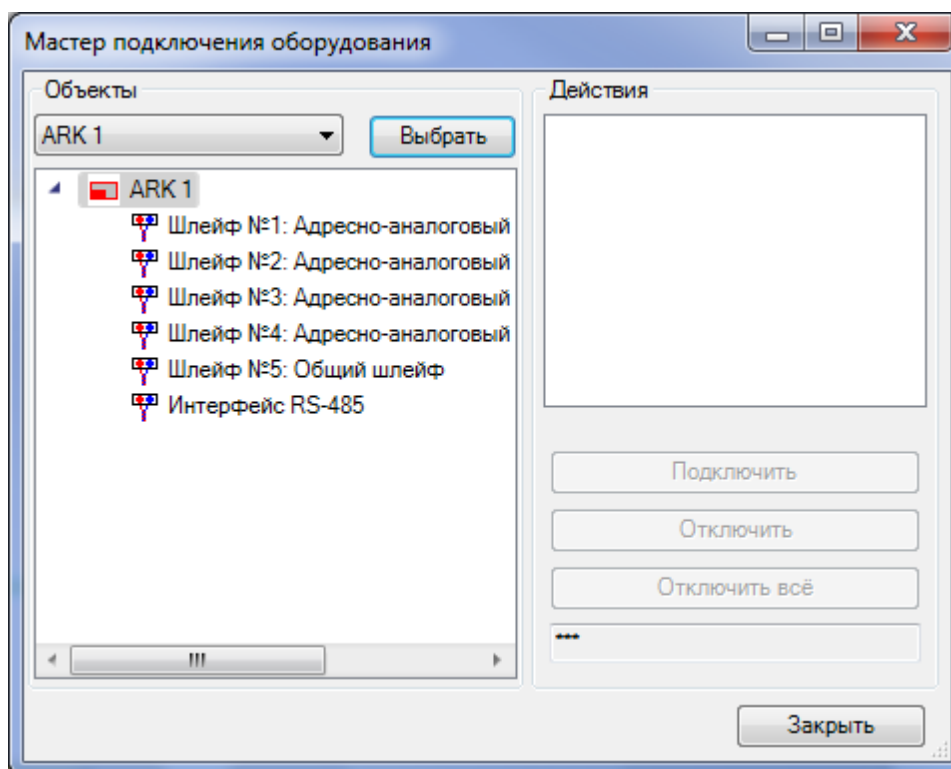 Мастер подключения оборудования
Объекты
ARK 1
Выбрать
ARK 1
Шлейф №1: Адресно-аналоговый
Шлейф №2: Адресно-аналоговый
Шлейф №3: Адресно-аналоговый
Шлейф №4: Адресно-аналоговый
Шлейф №5: Общий шлейф
Интерфейс RS-485
Действия
Подключить
Отключить
Отключить всё
***
Закрыть